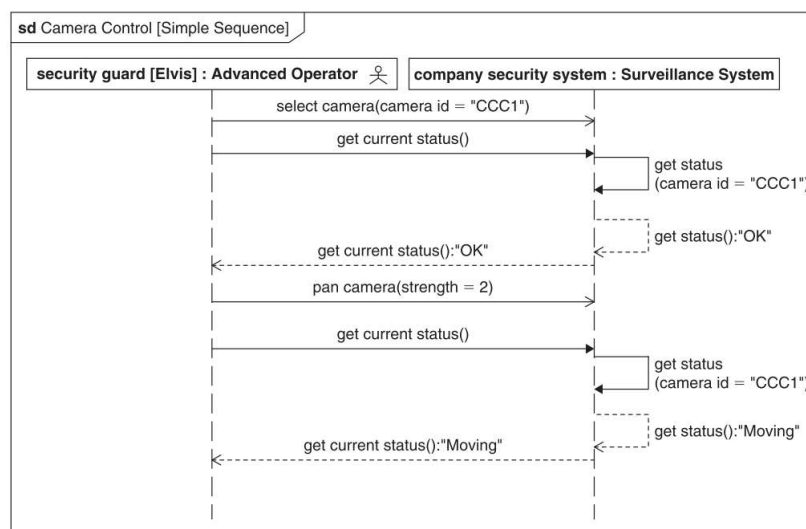 sd Camera Control [Simple Sequence]
security guard [Elvis] : Advanced Operator
company security system : Surveillance System
select camera(camera id = "CCC1")
get current status()
get status
(camera id = "CCC1")
get status():"OK"
get current status():"OK"
pan camera(strength = 2)
get current status()
get status
(camera id = "CCC1")
get status():"Moving"
get current status():"Moving"